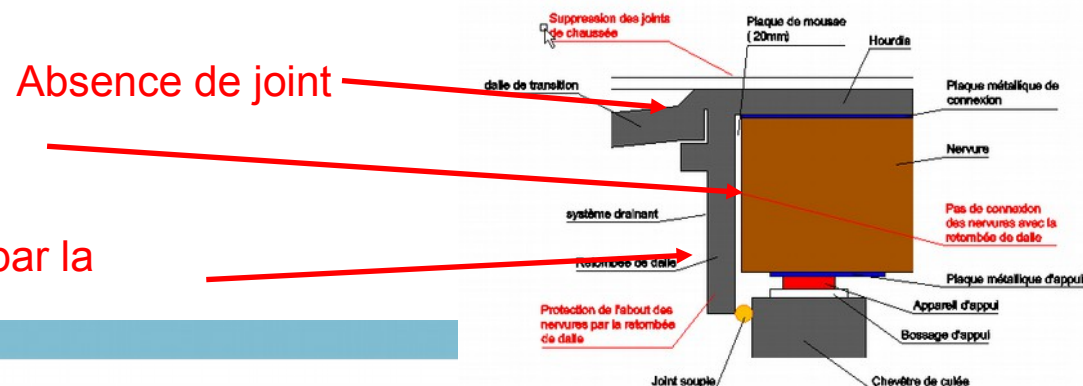 Absence de joint
par la
Suppression des joints
de chaussée
Plaque de mousse
( 20mm)
Hourdis
dalle de transition
Plaque métallique de
connexion
Nervure
système drainant
Pas de connexion
des nervures avec la
retombée de dalle
Retombée de dalle
Plaque métallique d'appui
Appareil d'appui
Protection de l'about des
nervures par la retombée
de dalle
Bossage d'appui
Joint souple
Chevêtre de culée